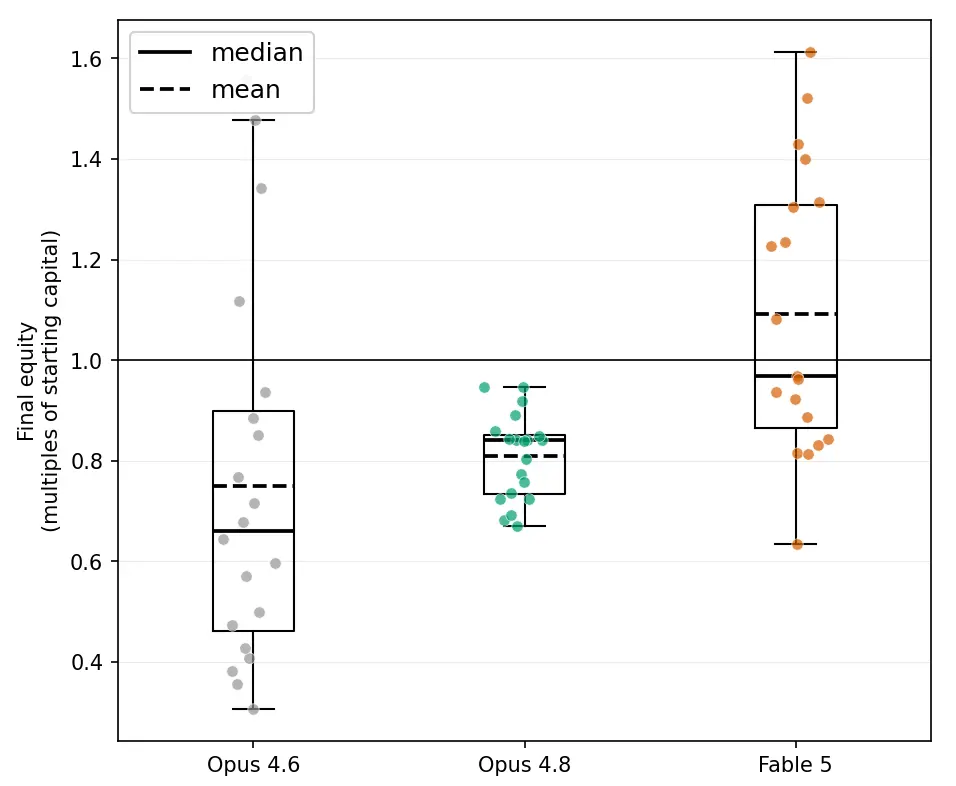 median
mean
1.6
1.4
1.2
1.0
0.8
0.6
0.4
Final equity
(multiples of starting capital)
Opus 4.6
Opus 4.8
Fable 5